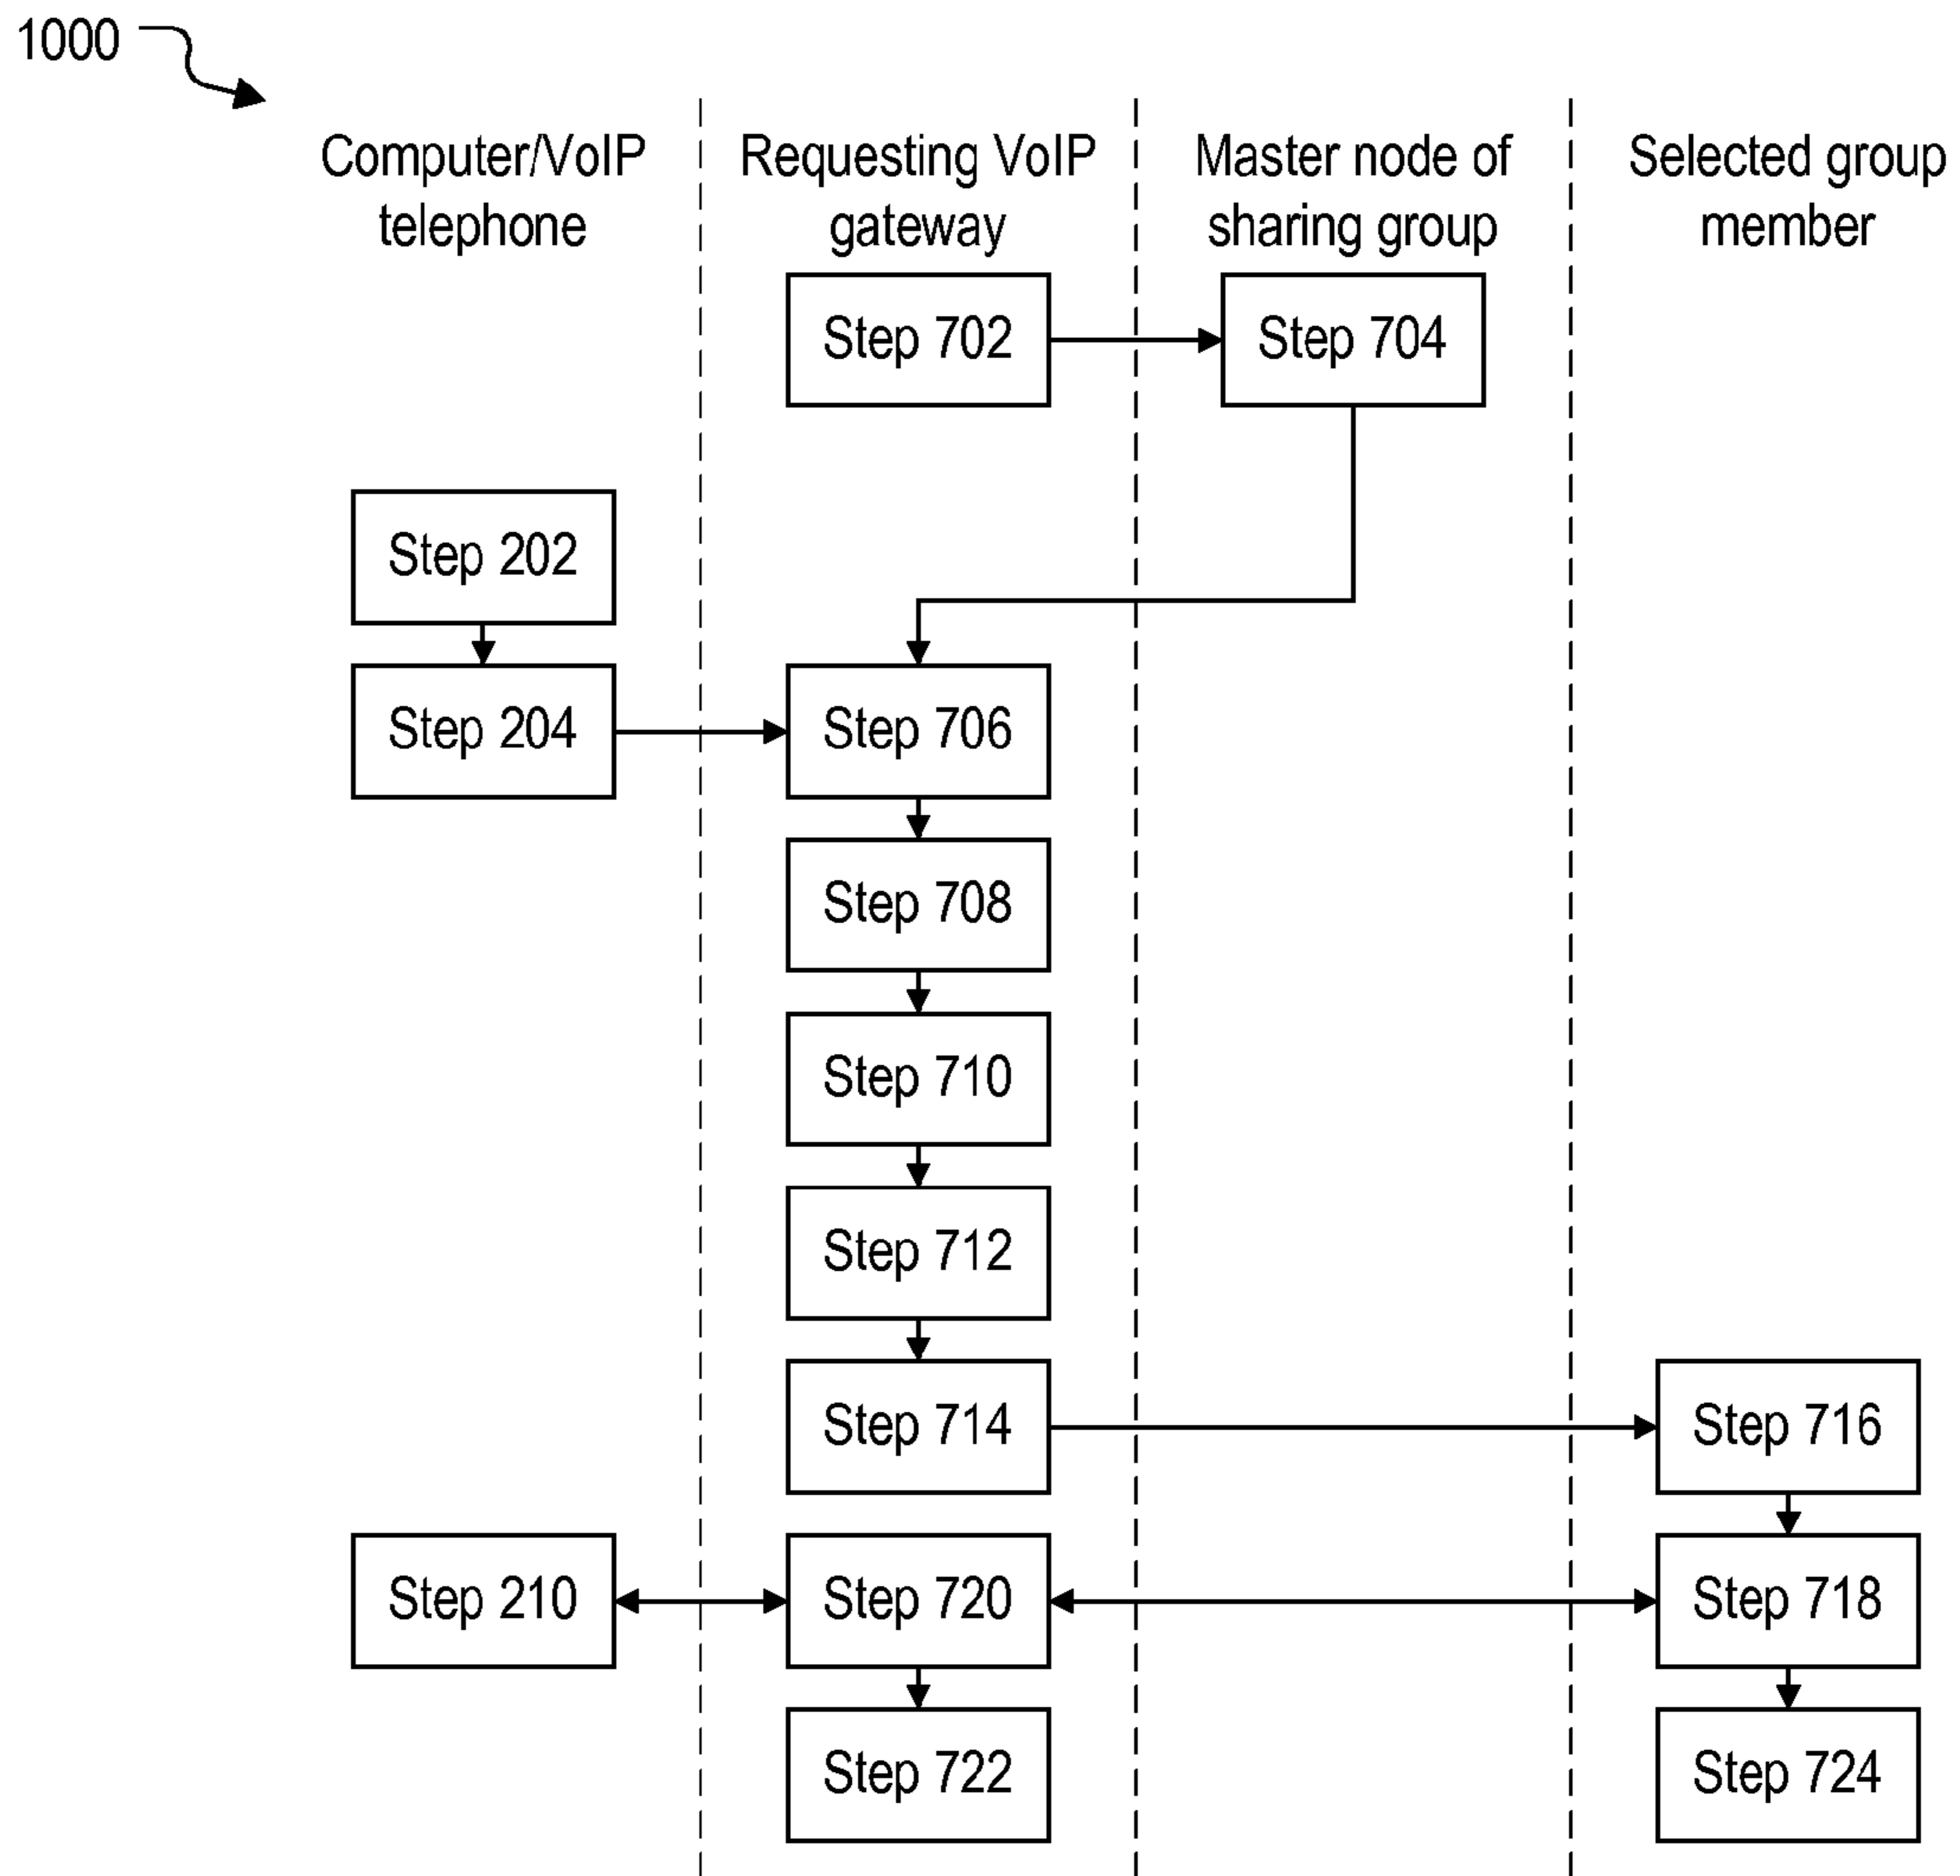 1000
Computer/VoIP
telephone
Requesting VoIP
gateway
Master node of
sharing group
Selected group
member
Step 702
Step 704
Step 202
Step 204
Step 706
Step 708
Step 710
Step 712
Step 714
Step 716
Step 210
Step 720
Step 718
Step 722
Step 724